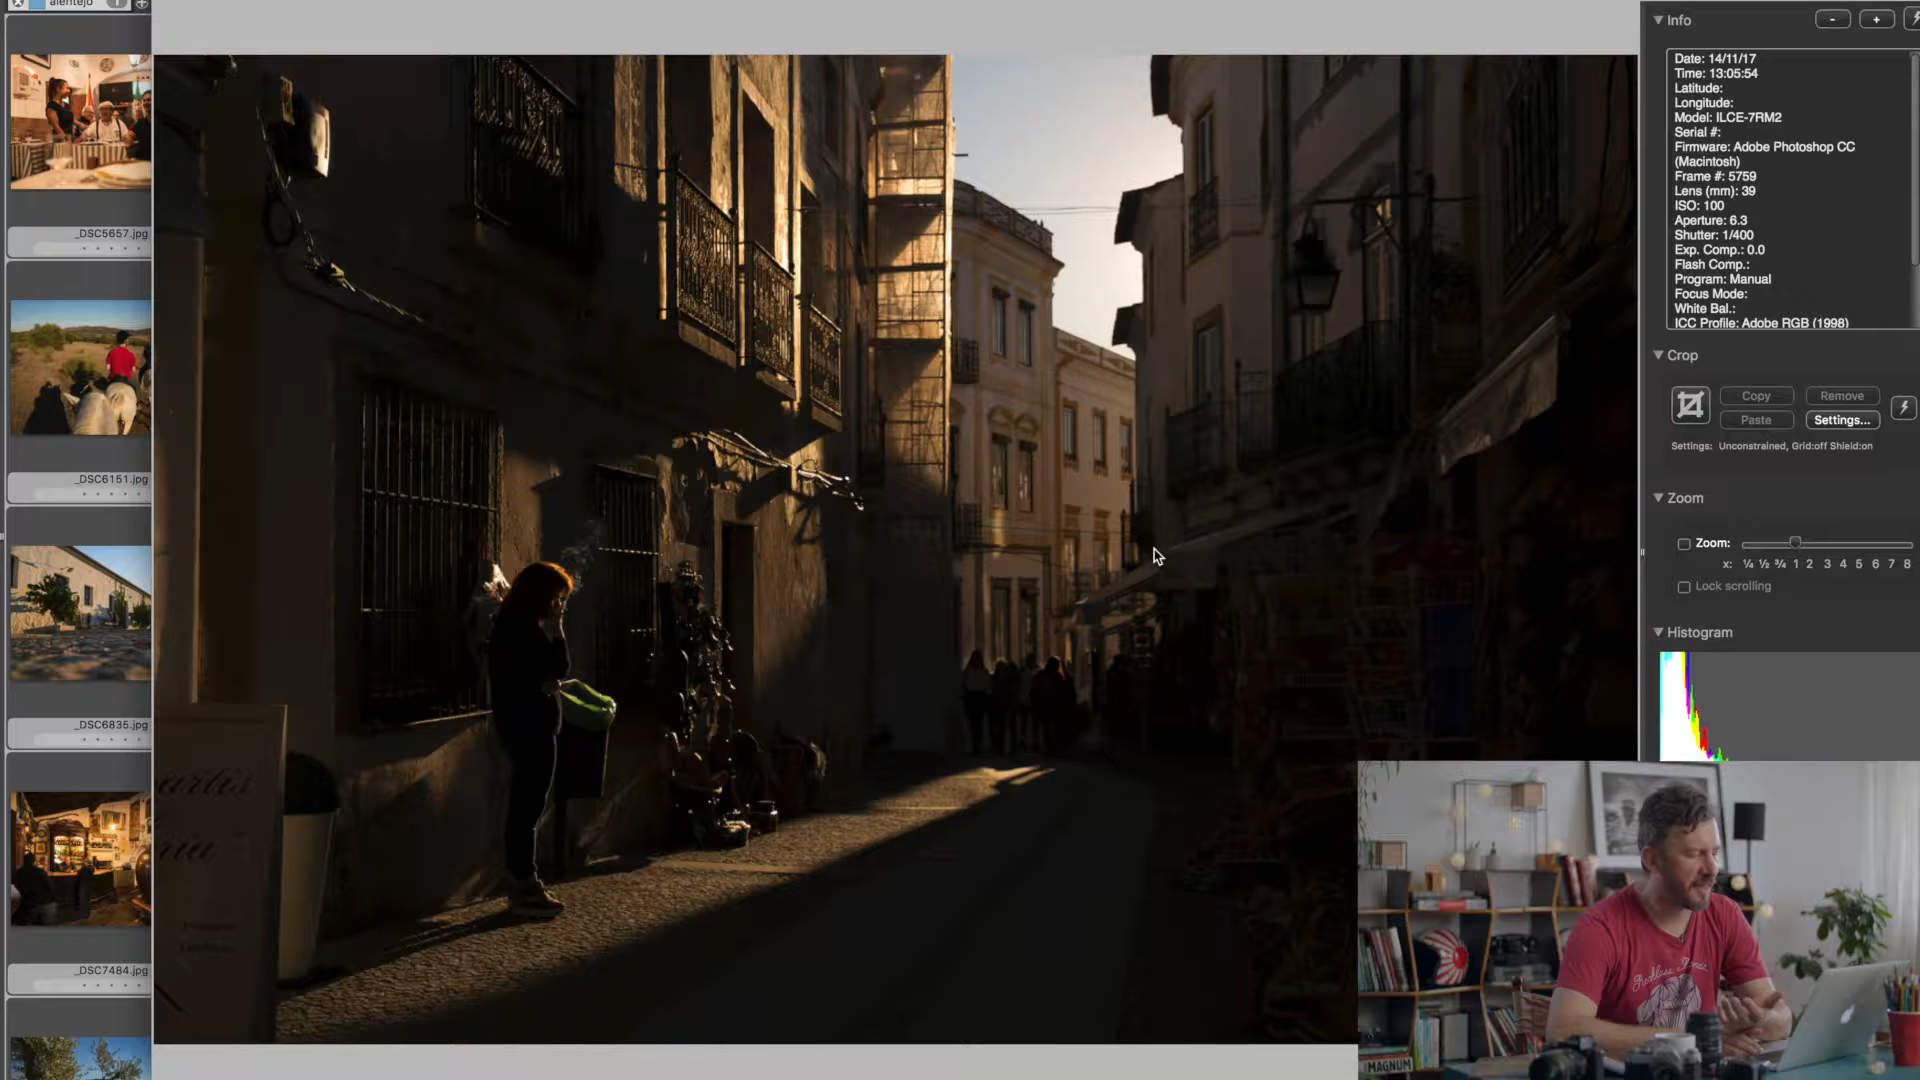 alentejo
_DSC5657.jpg
_DSC6151.jpg
_DSC6835.jpg
_DSC7484.jpg
Info
- +
Date: 14/11/17
Time: 13:05:54
Latitude:
Longitude:
Model: ILCE-7RM2
Serial #:
Firmware: Adobe Photoshop CC
(Macintosh)
Frame #: 5759
Lens (mm): 39
ISO: 100
Aperture: 6.3
Shutter: 1/400
Exp. Comp.: 0.0
Flash Comp.:
Program: Manual
Focus Mode:
White Bal.:
ICC Profile: Adobe RGB (1998)
Crop
Copy Remove
Paste Settings...
Settings: Unconstrained, Grid:off Shield:on
Zoom
Zoom:
x: ¼ ½ ¾ 1 2 3 4 5 6 7 8
Lock scrolling
Histogram
MAGNUM